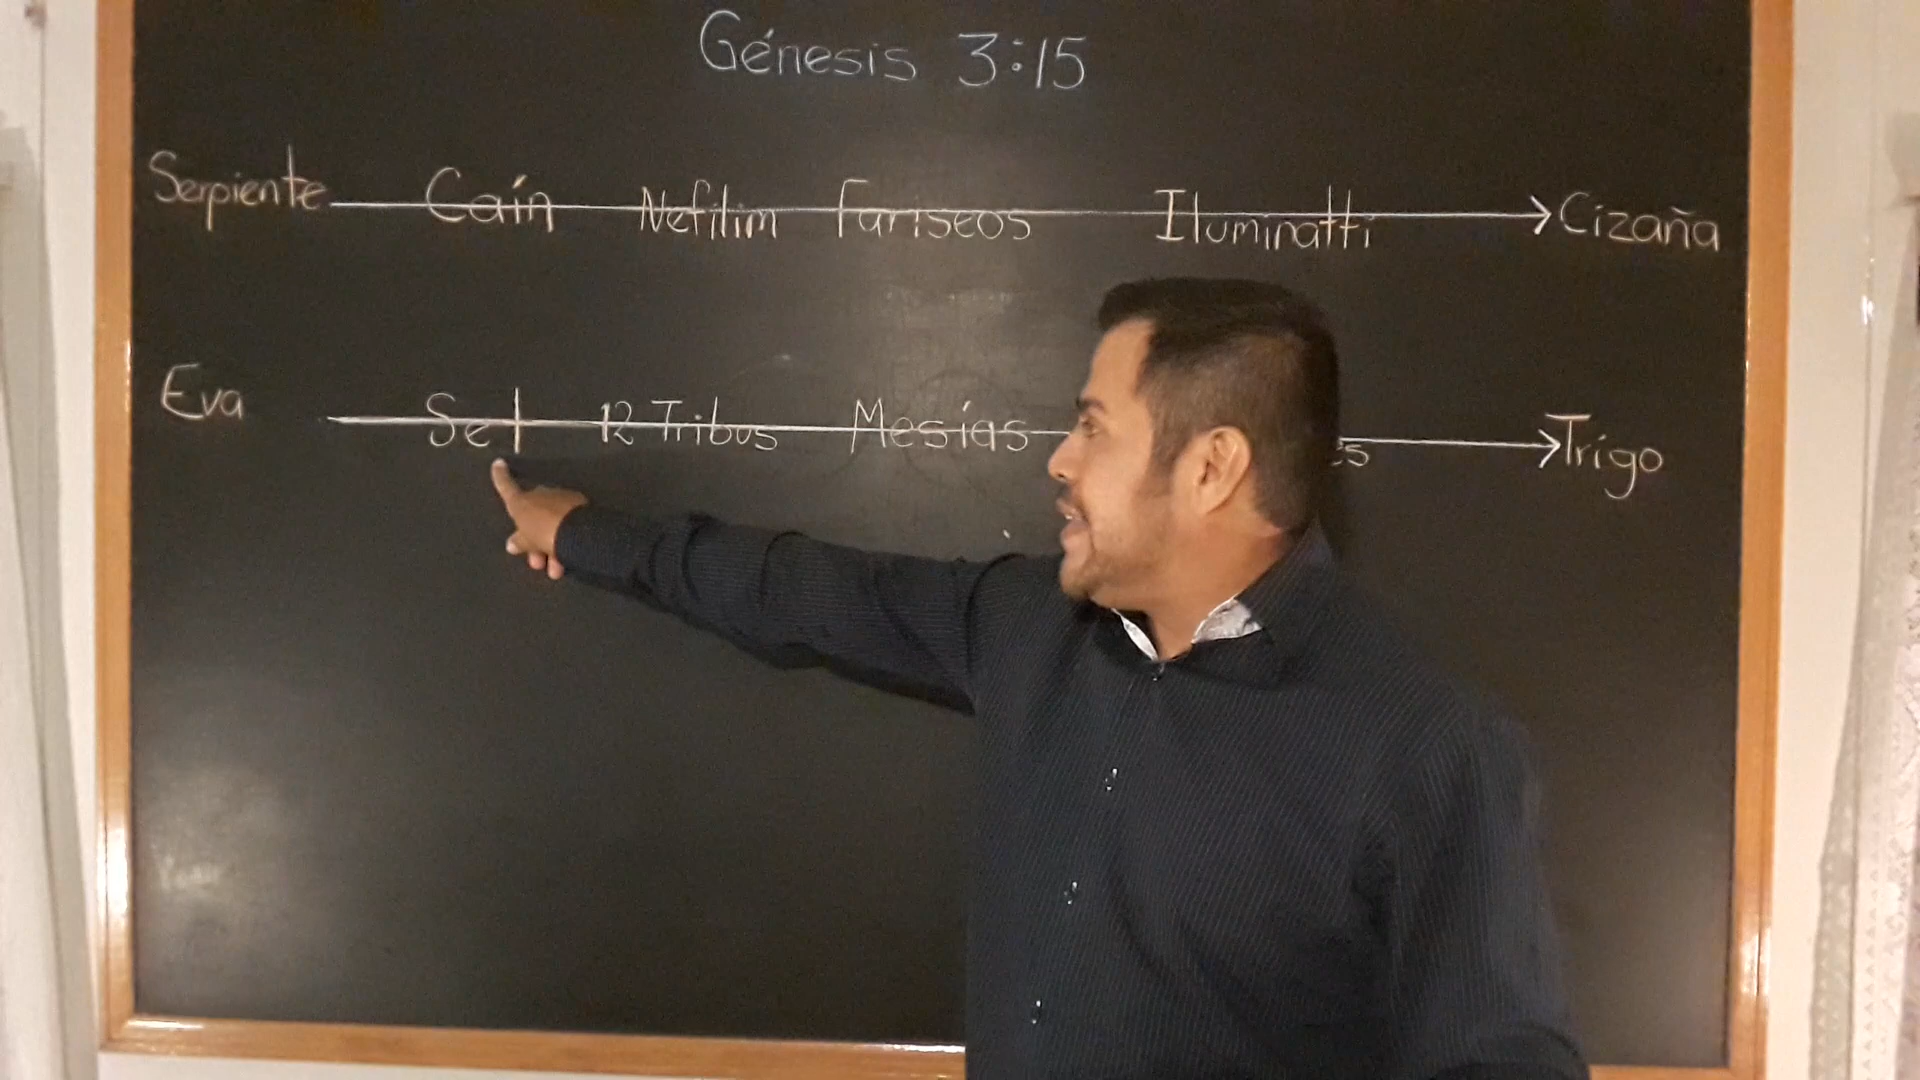 Génesis 3:15
Serpiente Caín Nefilim Fariseos Iluminatti Cizaña
Eva Set 12 Tribus Mesías Trigo